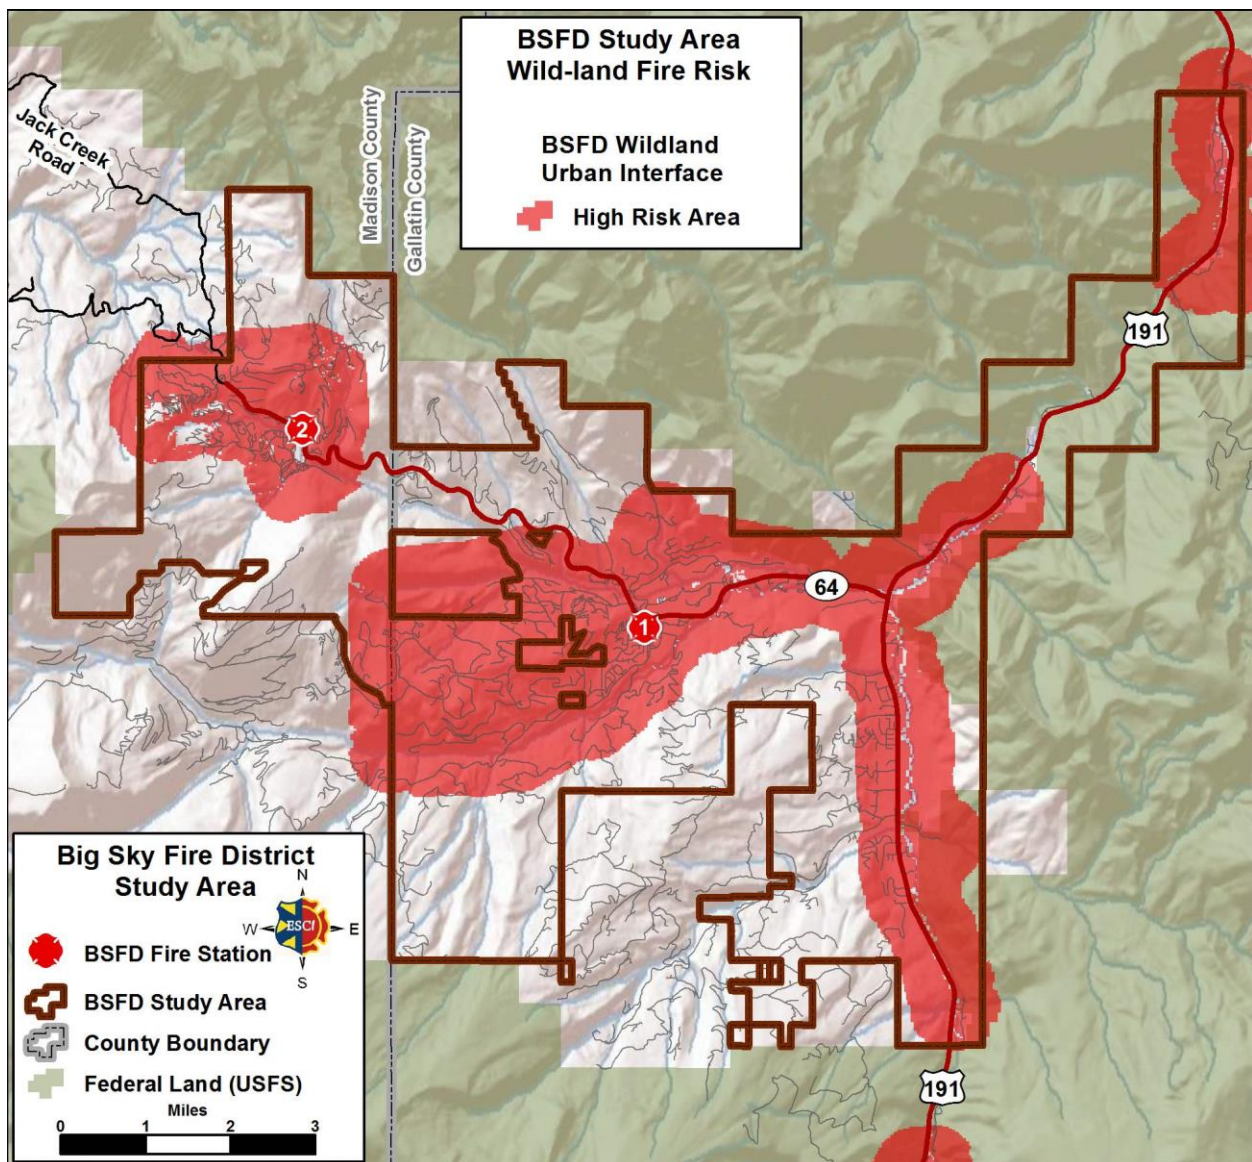 BSFD Study Area
Wild-land Fire Risk
BSFD Wildland
Urban Interface
High Risk Area
Jack Creek
Road
Madison County
Gallatin County
191
2
64
1
Big Sky Fire District
Study Area
N
W
BSCI
E
S
BSFD Fire Station
BSFD Study Area
County Boundary
Federal Land (USFS)
Miles
0 1 2 3
191